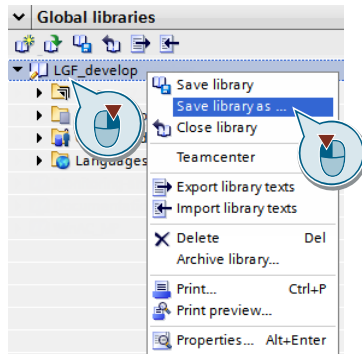 Global libraries
LGF_develop
Save library
Save library as ...
Close library
Languages
Teamcenter
Export library texts
Import library texts
Delete Del
Archive library...
Print... Ctrl+P
Print preview...
Properties... Alt+Enter